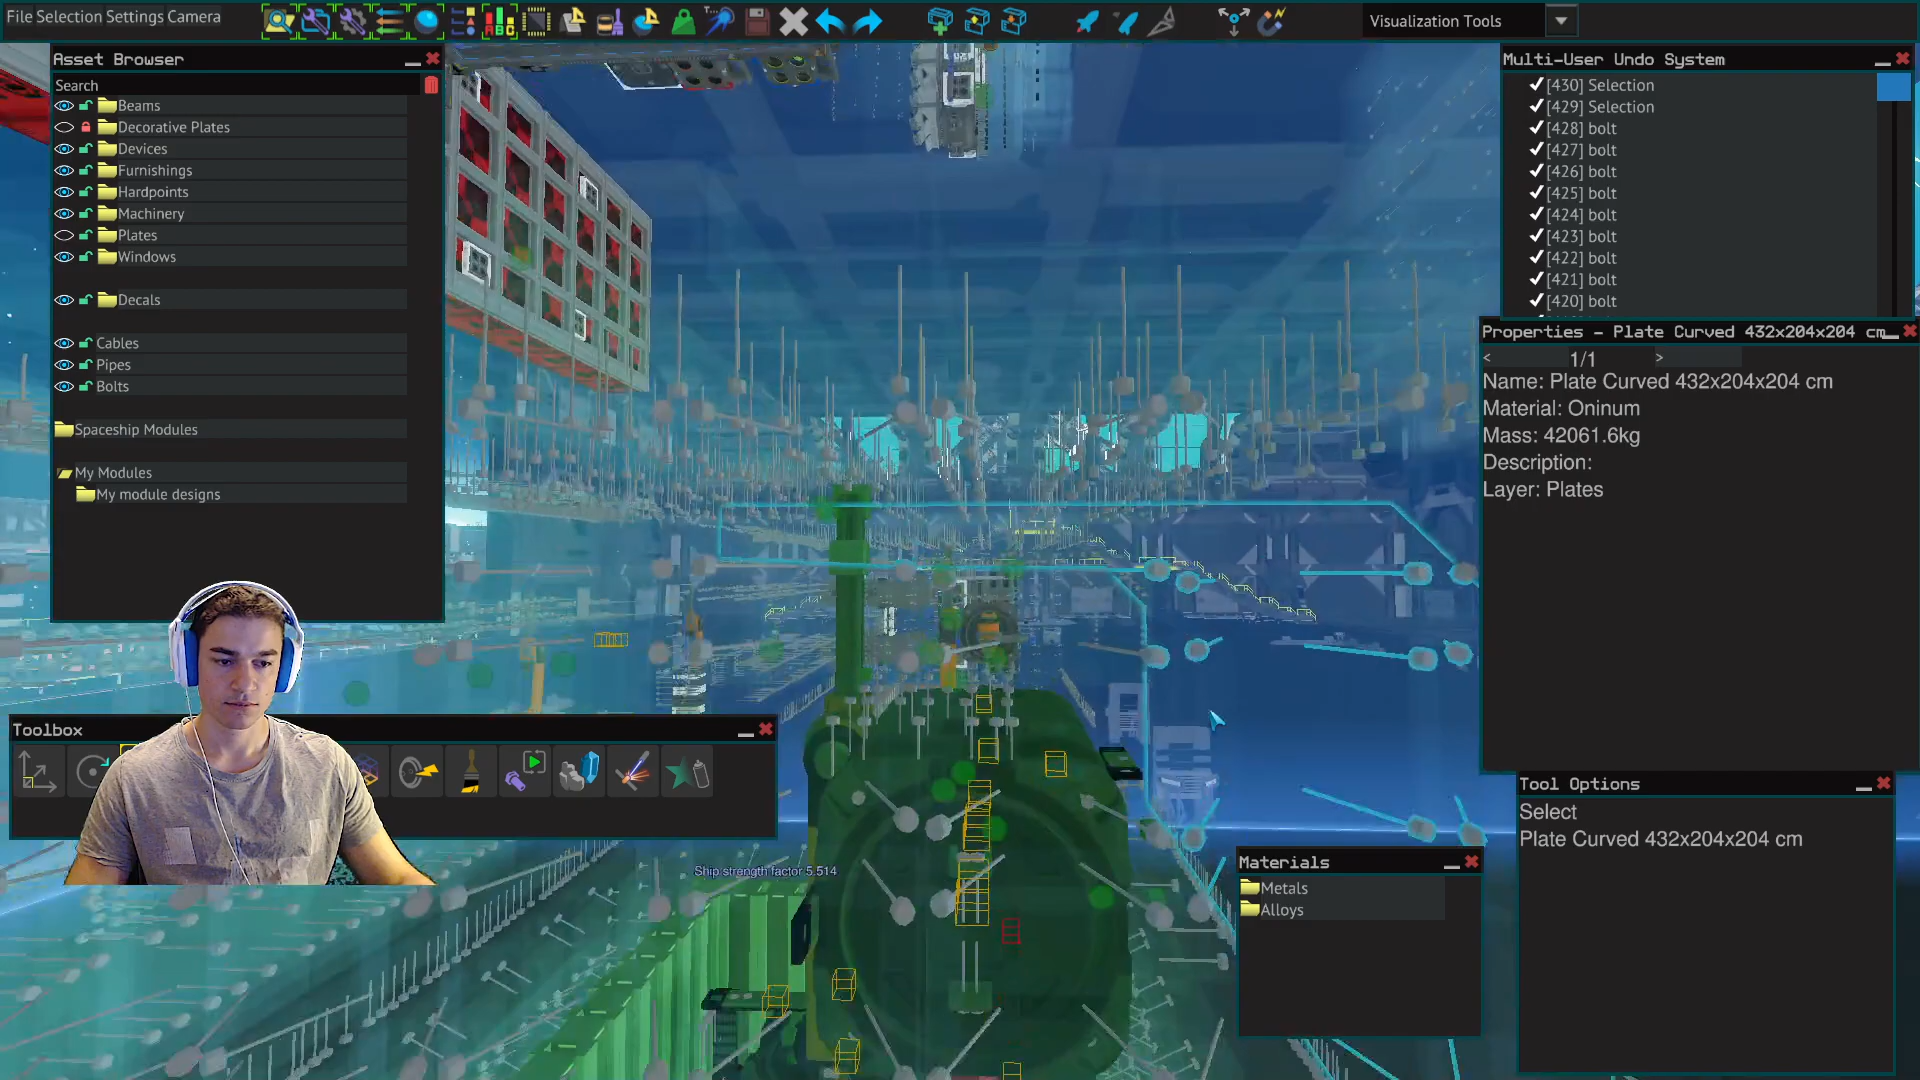 File Selection Settings Camera
Visualization Tools
Asset Browser
Search
Beams
Decorative Plates
Devices
Furnishings
Hardpoints
Machinery
Plates
Windows
Decals
Cables
Pipes
Bolts
Spaceship Modules
My Modules
My module designs
Multi-User Undo System
[430] Selection
[429] Selection
[428] bolt
[427] bolt
[426] bolt
[425] bolt
[424] bolt
[423] bolt
[422] bolt
[421] bolt
[420] bolt
Properties - Plate Curved 432x204x204 cm
< 1/1 >
Name: Plate Curved 432x204x204 cm
Material: Oninum
Mass: 42061.6kg
Description:
Layer: Plates
Toolbox
Ship strength factor 5.514
Materials
Metals
Alloys
Tool Options
Select
Plate Curved 432x204x204 cm